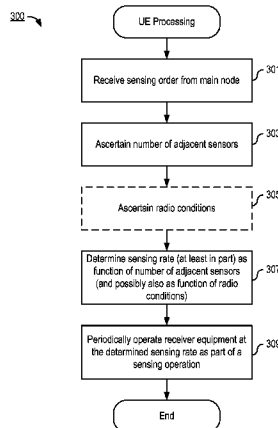 300
UE Processing
Receive sensing order from main node
301
Ascertain number of adjacent sensors
303
Ascertain radio conditions
305
Determine sensing rate (at least in part) as
function of number of adjacent sensors
(and possibly also as function of radio
conditions)
307
Periodically operate receiver equipment at
the determined sensing rate as part of a
sensing operation
309
End